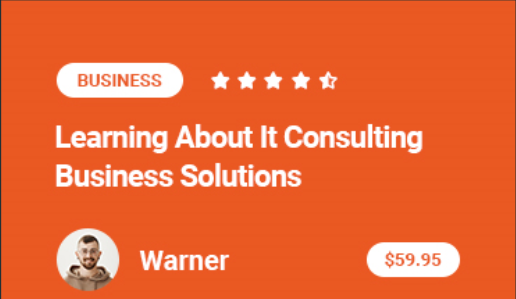 BUSINESS
Learning About It Consulting
Business Solutions
Warner
$59.95